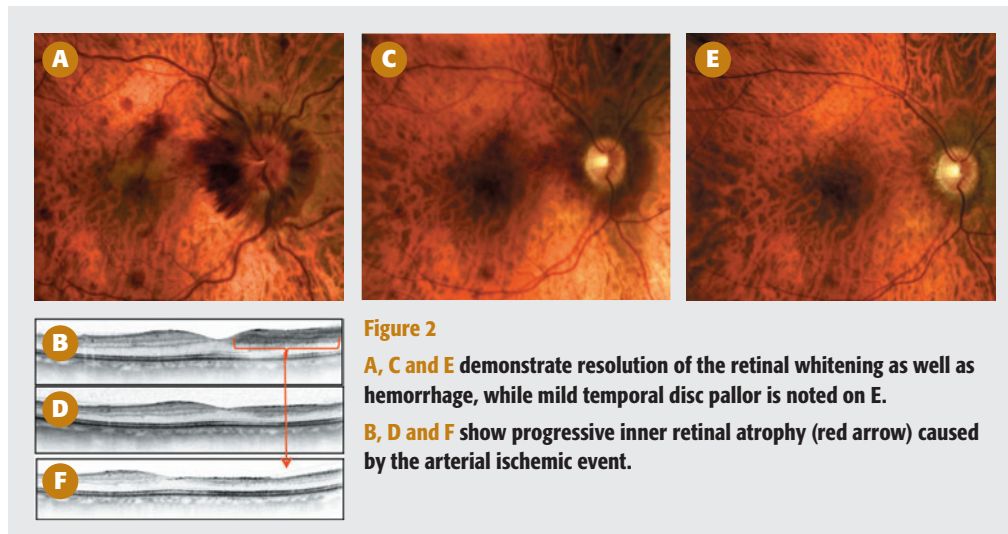 A
C
E
B
D
F
Figure 2
A, C and E demonstrate resolution of the retinal whitening as well as
hemorrhage, while mild temporal disc pallor is noted on E.
B, D and F show progressive inner retinal atrophy (red arrow) caused
by the arterial ischemic event.